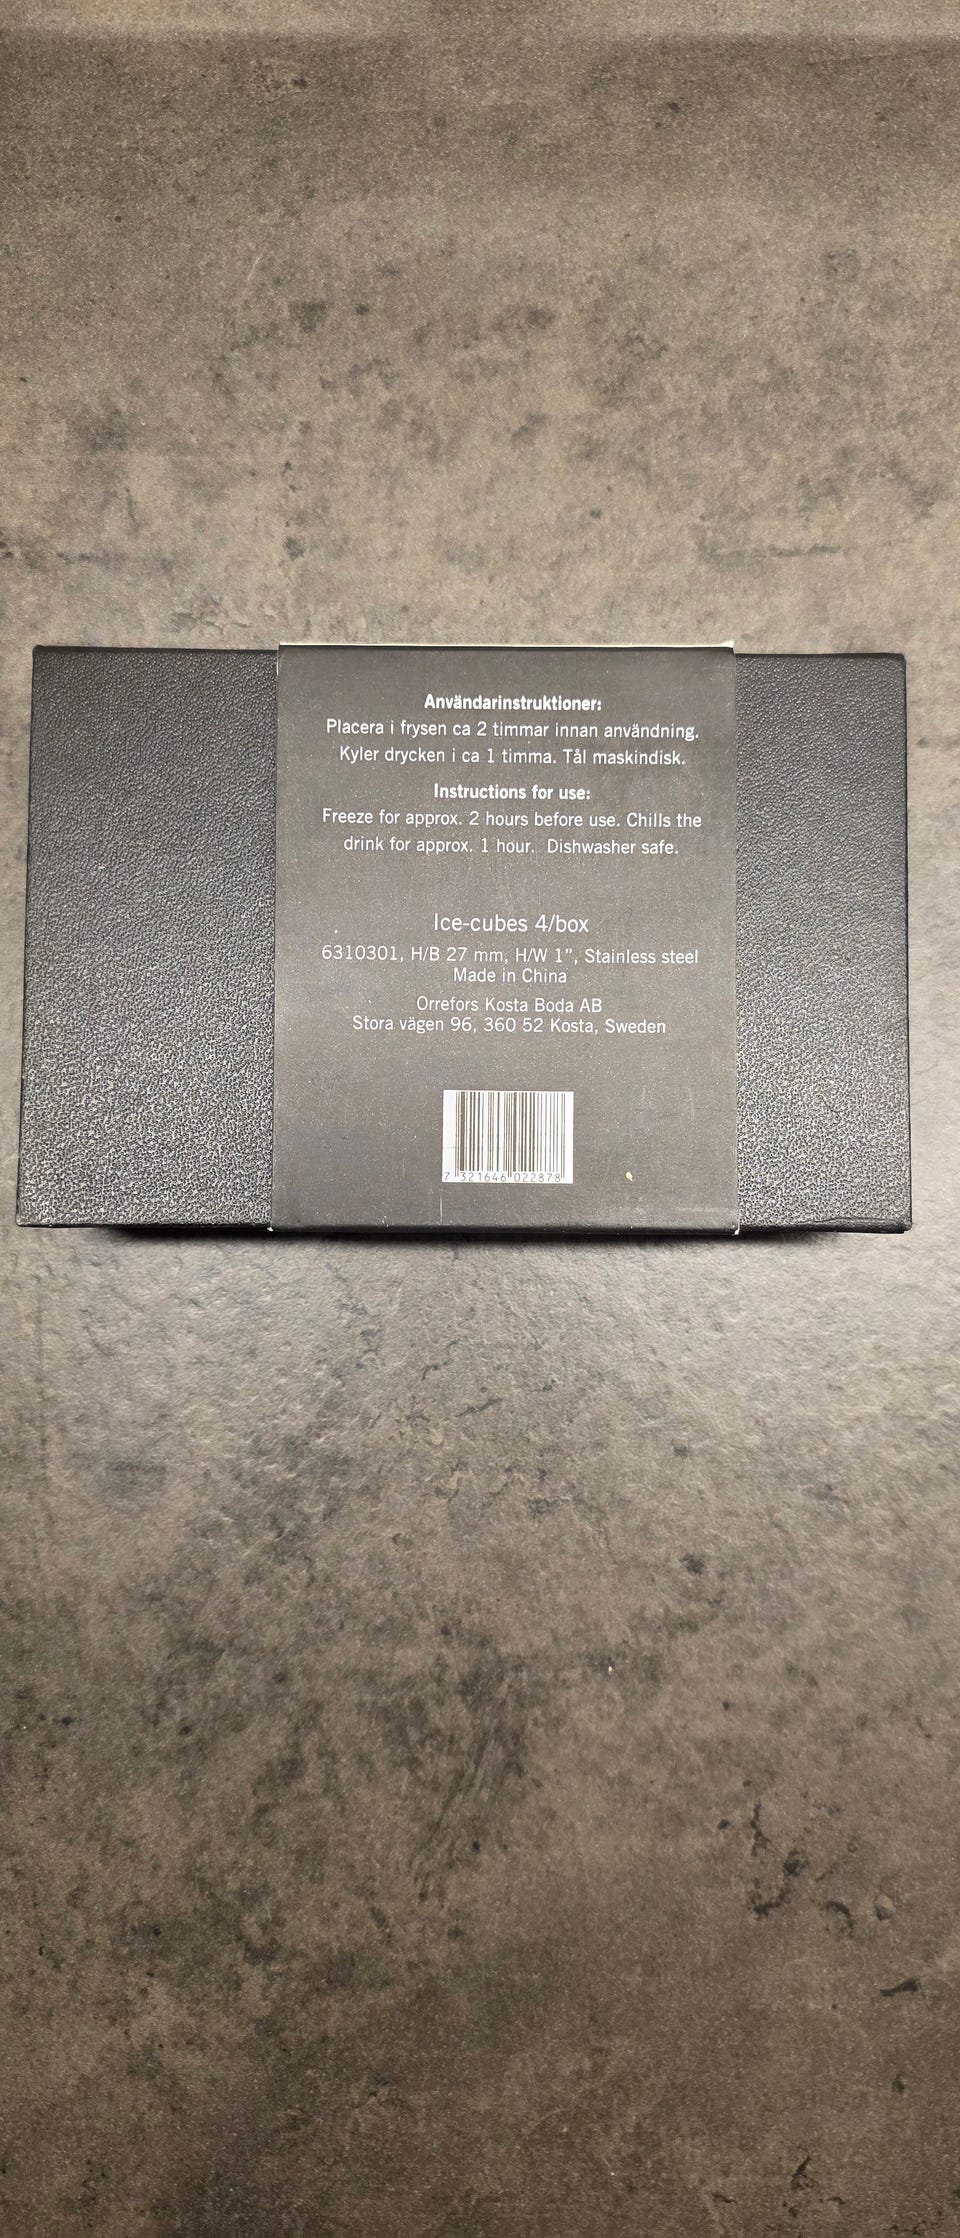 Användarinstruktioner:
Placera i frysen ca 2 timmar innan användning.
Kyler drycken i ca 1 timma. Tål maskindisk.
Instructions for use:
Freeze for approx. 2 hours before use. Chills the
drink for approx. 1 hour. Dishwasher safe.
Ice-cubes 4/box
6310301, H/B 27 mm, H/W 1”, Stainless steel
Made in China
Orrefors Kosta Boda AB
Stora vägen 96, 360 52 Kosta, Sweden
7 321646 022878